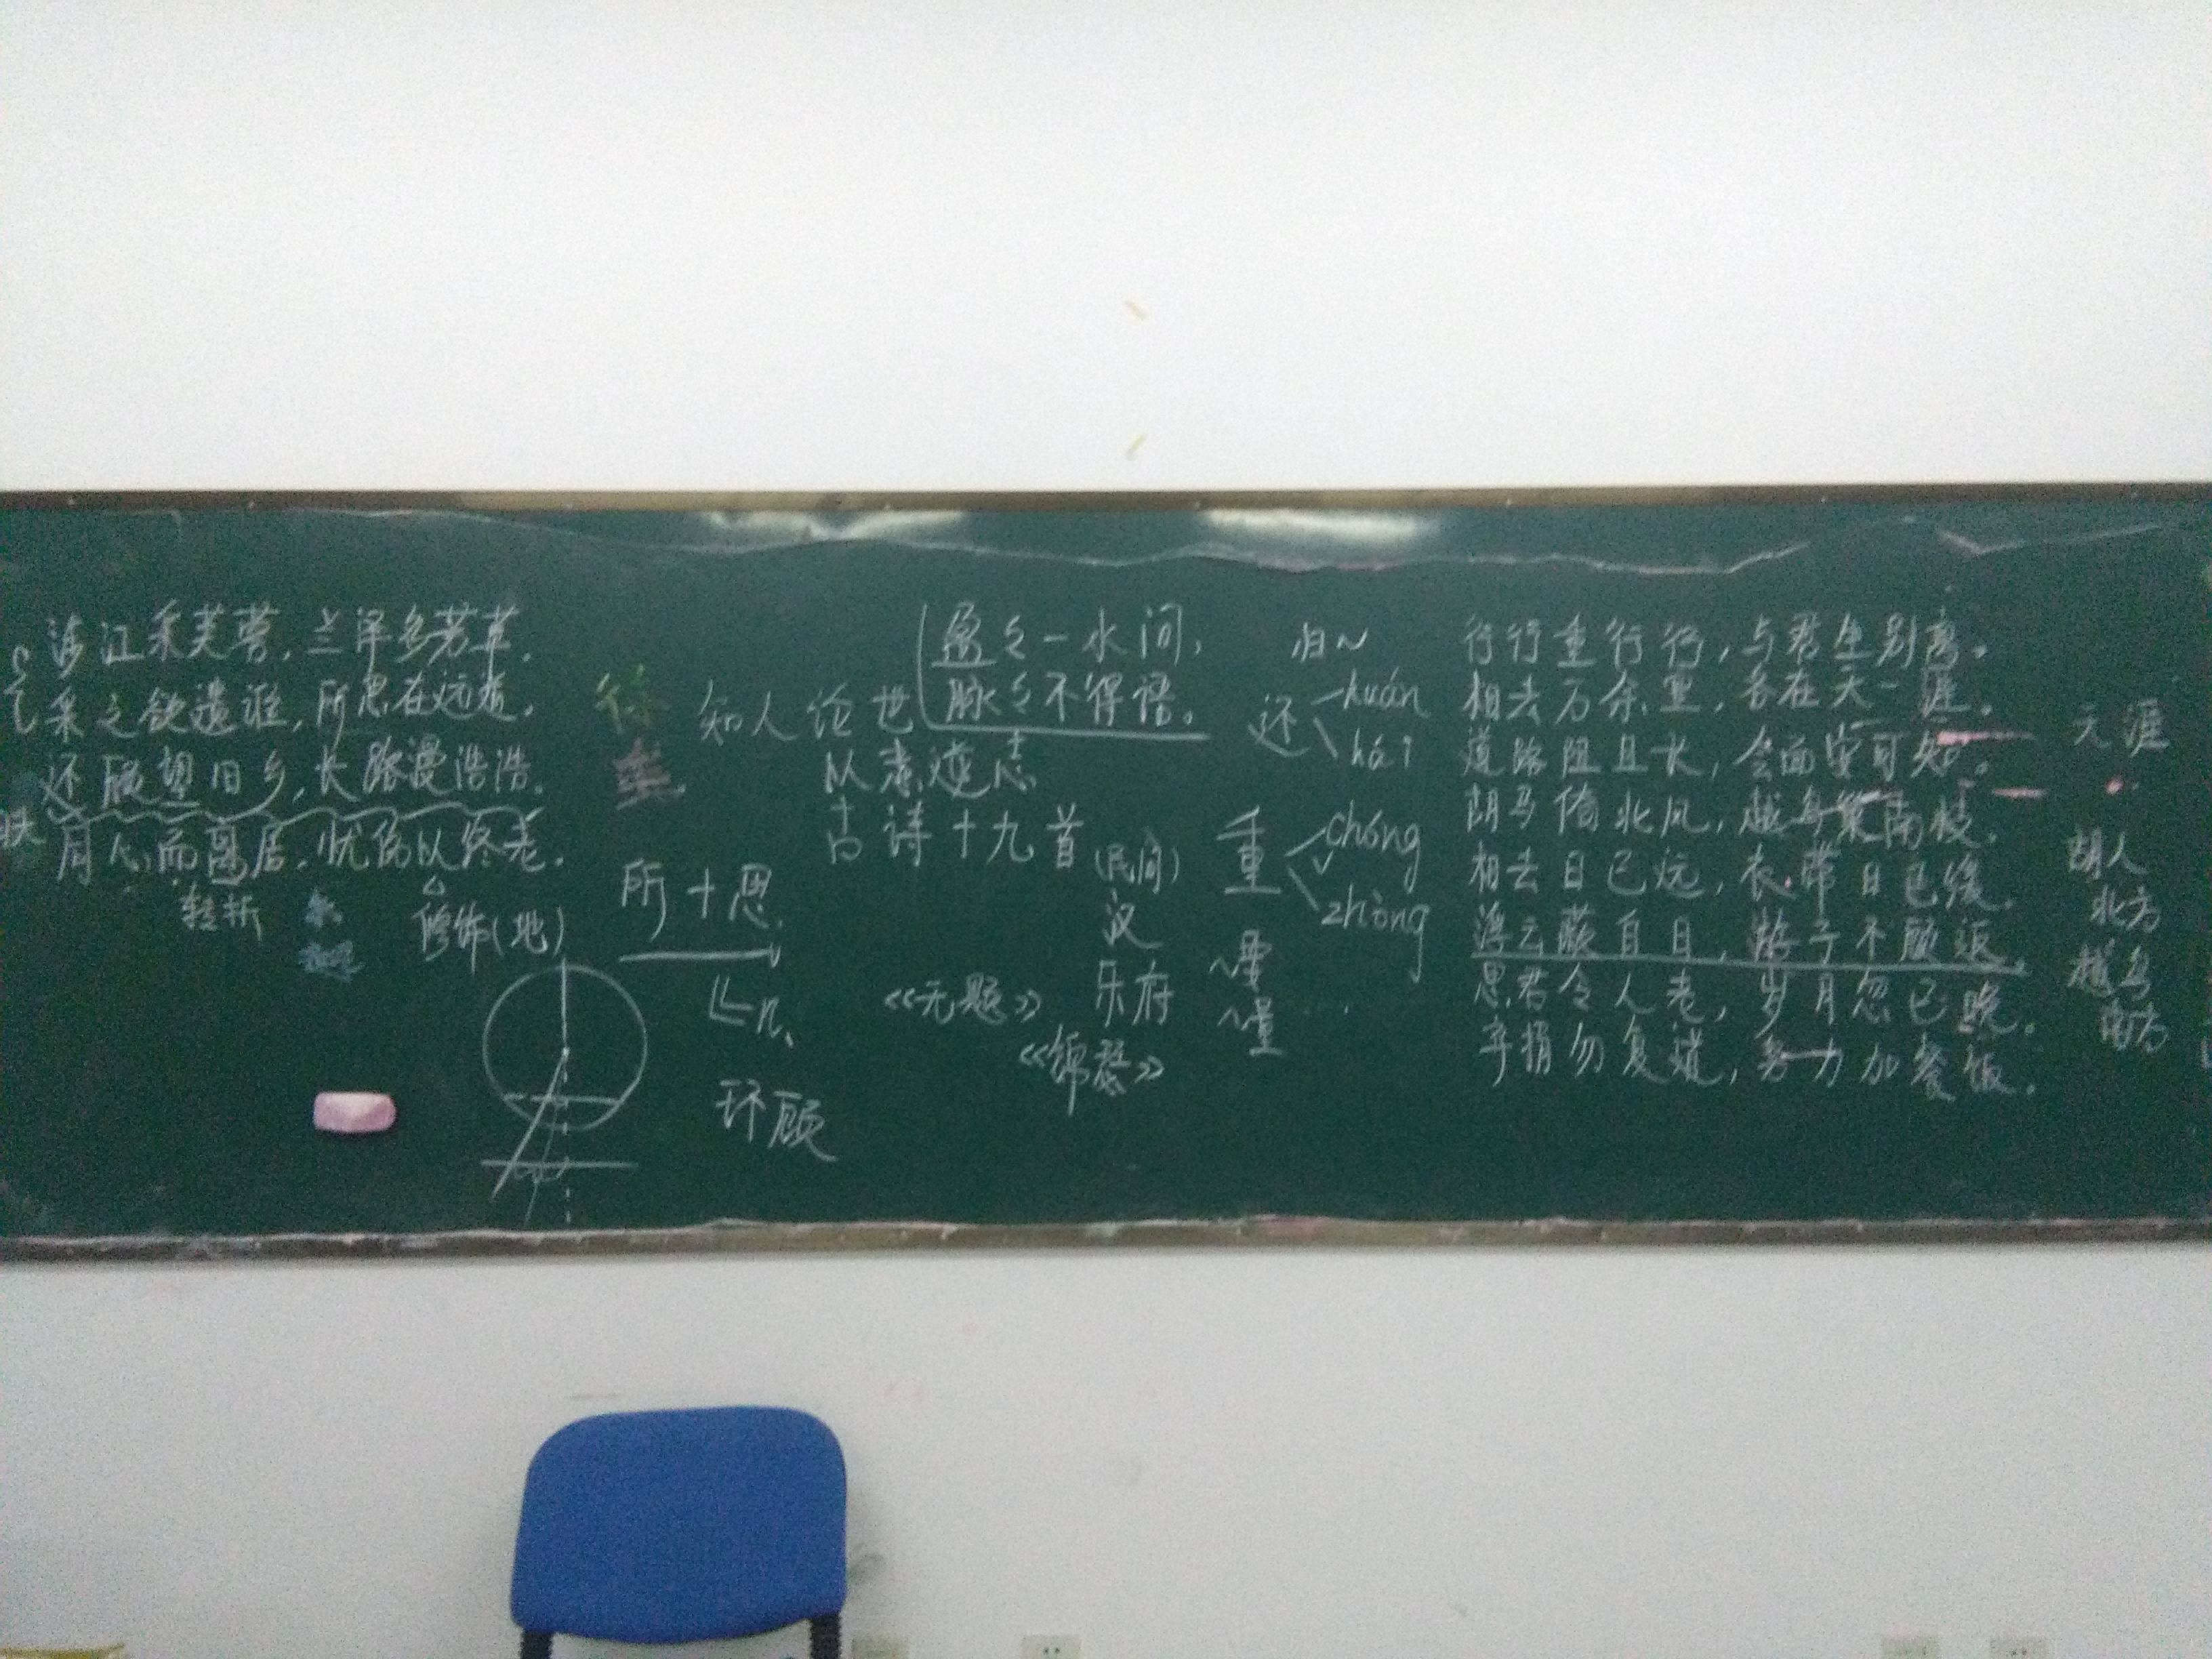 涉江采芙蓉，兰泽多芳草。
采之欲遗谁，所思在远道。
还顾望旧乡，长路漫浩浩。
同心而离居，忧伤以终老。
转折
修饰(地)
所十思
环顾
知人论世
盈々一水间，
脉々不得语。
以意逆志
古诗十九首
(民间)
汉
乐府
《无题》
《锦瑟》
归~
还
huán
hái
重
chóng
zhòng
~要
~量
行行重行行，与君生别离。
相去万余里，各在天一涯。
道路阻且长，会面安可知。
胡马倚北风，越鸟巢南枝。
相去日已远，衣带日已缓。
浮云蔽白日，游子不顾返。
思君令人老，岁月忽已晚。
弃捐勿复道，努力加餐饭。
天涯
胡人
北方
越鸟
南方